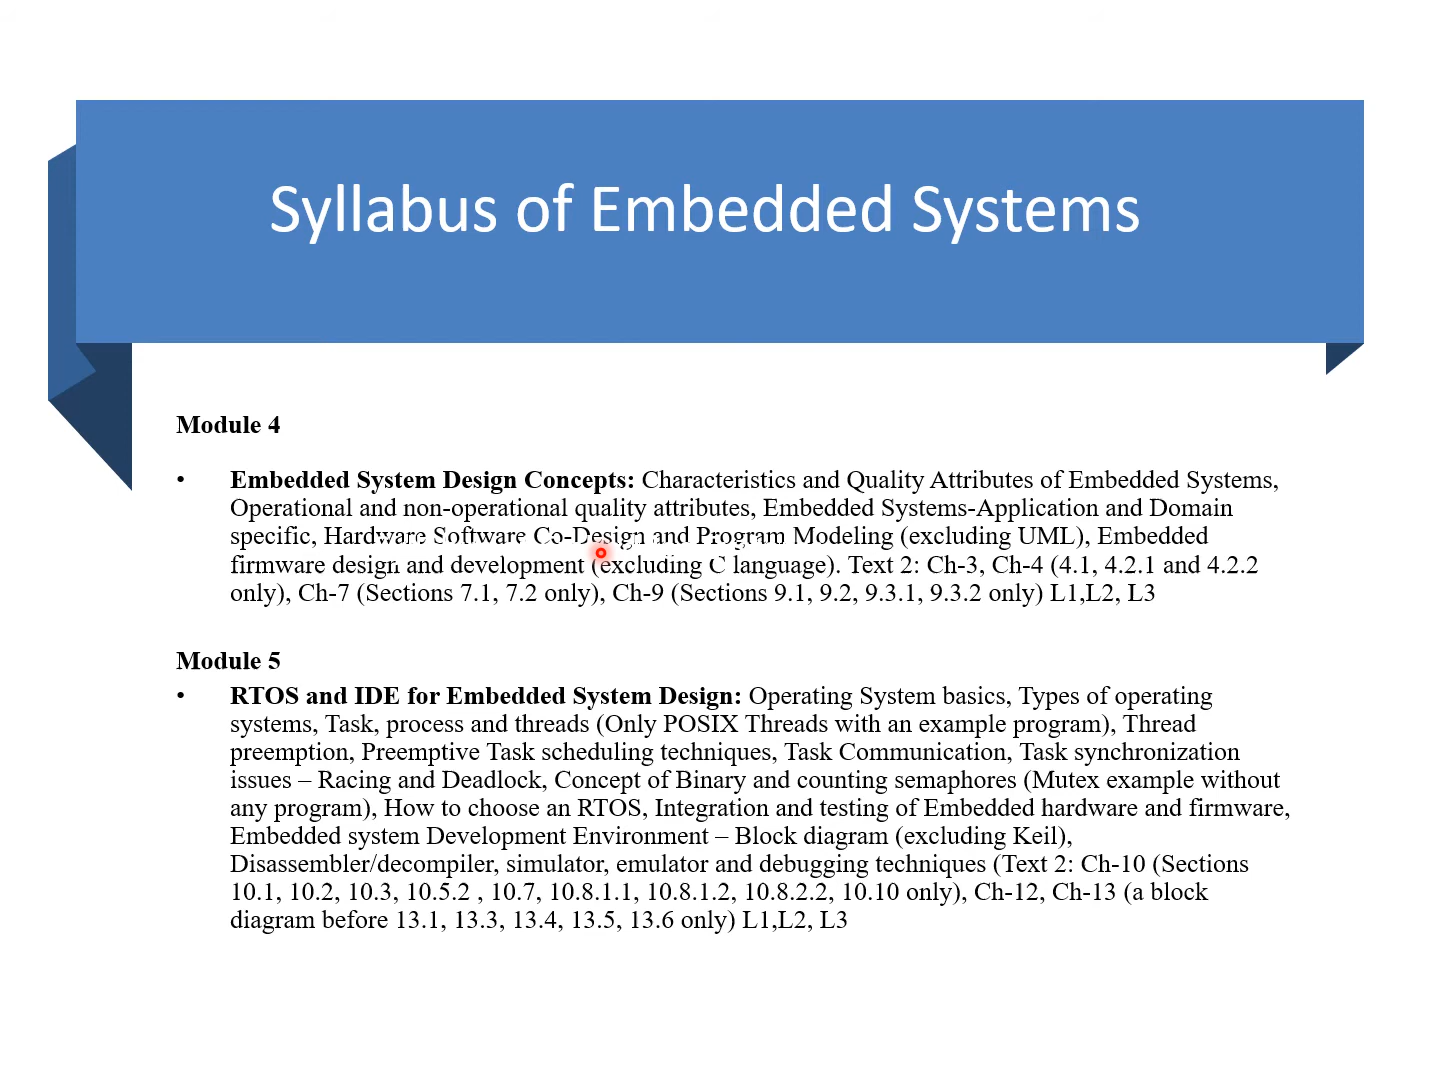 Syllabus of Embedded Systems
Module 4
• Embedded System Design Concepts: Characteristics and Quality Attributes of Embedded Systems,
Operational and non-operational quality attributes, Embedded Systems-Application and Domain
specific, Hardware Software Co-Design and Program Modeling (excluding UML), Embedded
firmware design and development (excluding C language). Text 2: Ch-3, Ch-4 (4.1, 4.2.1 and 4.2.2
only), Ch-7 (Sections 7.1, 7.2 only), Ch-9 (Sections 9.1, 9.2, 9.3.1, 9.3.2 only) L1,L2, L3
Module 5
• RTOS and IDE for Embedded System Design: Operating System basics, Types of operating
systems, Task, process and threads (Only POSIX Threads with an example program), Thread
preemption, Preemptive Task scheduling techniques, Task Communication, Task synchronization
issues – Racing and Deadlock, Concept of Binary and counting semaphores (Mutex example without
any program), How to choose an RTOS, Integration and testing of Embedded hardware and firmware,
Embedded system Development Environment – Block diagram (excluding Keil),
Disassembler/decompiler, simulator, emulator and debugging techniques (Text 2: Ch-10 (Sections
10.1, 10.2, 10.3, 10.5.2 , 10.7, 10.8.1.1, 10.8.1.2, 10.8.2.2, 10.10 only), Ch-12, Ch-13 (a block
diagram before 13.1, 13.3, 13.4, 13.5, 13.6 only) L1,L2, L3